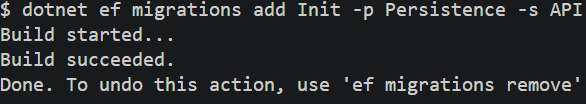 $ dotnet ef migrations add Init -p Persistence -s API
Build started...
Build succeeded.
Done. To undo this action, use 'ef migrations remove'